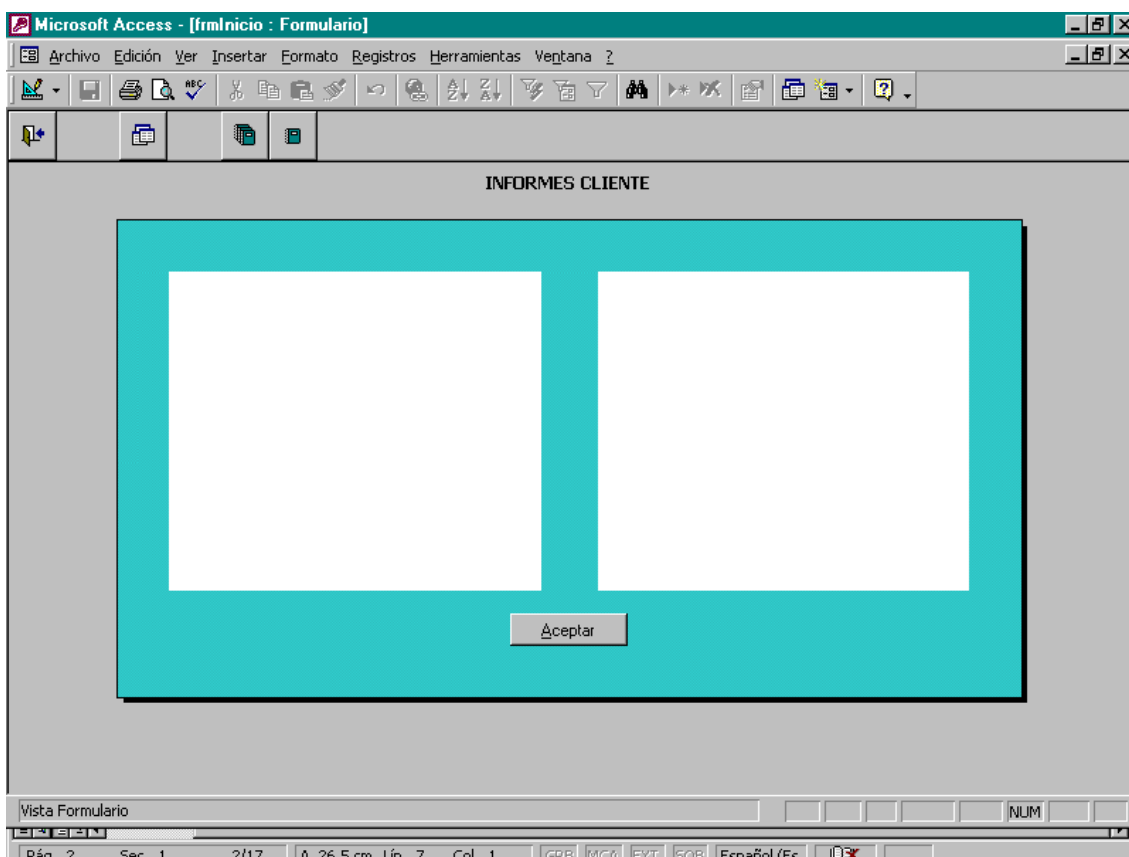 Microsoft Access - [frmInicio : Formulario]
Archivo Edición Ver Insertar Formato Registros Herramientas Ventana ?
INFORMES CLIENTE
Aceptar
Vista Formulario NUM
Pág. 2 Sec. 1 2/17 A 26,5 cm Lín. 7 Col. 1 GRB MCA EXT SOB Español (Es